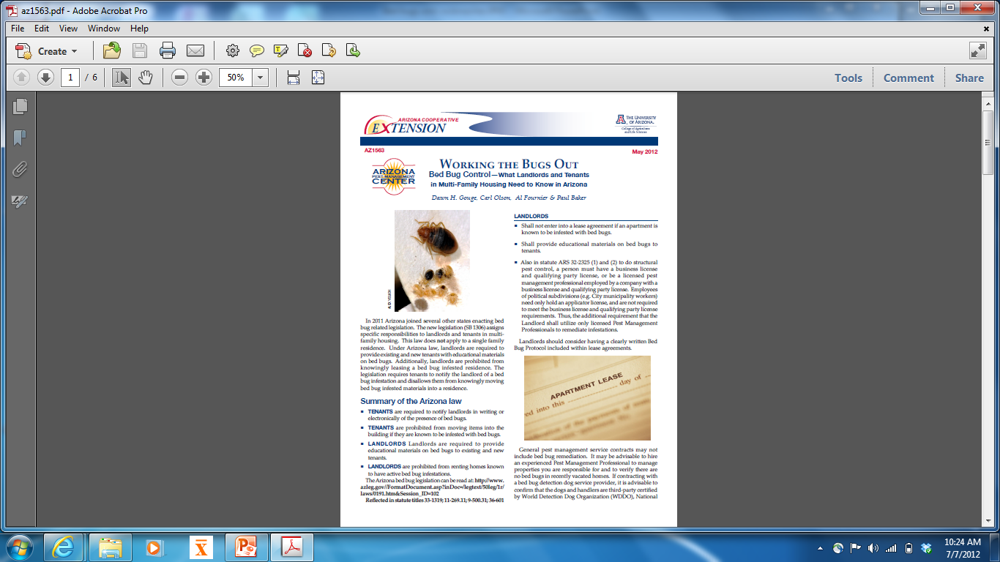 az1563.pdf - Adobe Acrobat Pro
File Edit View Window Help
Create
1 / 6
50%
Tools Comment Share
ARIZONA COOPERATIVE
EXTENSION
THE UNIVERSITY
OF ARIZONA.
College of Agriculture
and Life Sciences
AZ1563
May 2012
ARIZONA
PEST MANAGEMENT
CENTER
WORKING THE BUGS OUT
Bed Bug Control—What Landlords and Tenants
in Multi-Family Housing Need to Know in Arizona
Dawn H. Gouge, Carl Olson, Al Fournier & Paul Baker
In 2011 Arizona joined several other states enacting bed
bug related legislation. The new legislation (SB 1306) assigns
specific responsibilities to landlords and tenants in multi-
family housing. This law does not apply to a single family
residence. Under Arizona law, landlords are required to
provide existing and new tenants with educational materials
on bed bugs. Additionally, landlords are prohibited from
knowingly leasing a bed bug infested residence. The
legislation requires tenants to notify the landlord of a bed
bug infestation and disallows them from knowingly moving
bed bug infested materials into a residence.
Summary of the Arizona law
▪ TENANTS are required to notify landlords in writing or
electronically of the presence of bed bugs.
▪ TENANTS are prohibited from moving items into the
building if they are known to be infested with bed bugs.
▪ LANDLORDS Landlords are required to provide
educational materials on bed bugs to existing and new
tenants.
▪ LANDLORDS are prohibited from renting homes known
to have active bed bug infestations.
The Arizona bed bug legislation can be read at: http://www.
azleg.gov//FormatDocument.asp?inDoc=/legtext/50leg/1r/
laws/0191.htm&Session_ID=102
Reflected in statute titles 33-1319; 11-269.11; 9-500.31; 36-601
LANDLORDS
▪ Shall not enter into a lease agreement if an apartment is
known to be infested with bed bugs.
▪ Shall provide educational materials on bed bugs to
tenants.
▪ Also in statute ARS 32-2325 (1) and (2) to do structural
pest control, a person must have a business license
and qualifying party license, or be a licensed pest
management professional employed by a company with a
business license and qualifying party license. Employees
of political subdivisions (e.g. City municipality workers)
need only hold an applicator license, and are not required
to meet the business license and qualifying party license
requirements. Thus, the additional requirement that the
Landlord shall utilize only licensed Pest Management
Professionals to remediate infestations.
Landlords should consider having a clearly written Bed
Bug Protocol included within lease agreements.
APARTMENT LEASE
ed into this day of
General pest management service contracts may not
include bed bug remediation. It may be advisable to hire
an experienced Pest Management Professional to manage
properties you are responsible for and to verify there are
no bed bugs in recently vacated homes. If contracting with
a bed bug detection dog service provider, it is advisable to
confirm that the dogs and handlers are third-party certified
by World Detection Dog Organization (WDDO), National
10:24 AM
7/7/2012